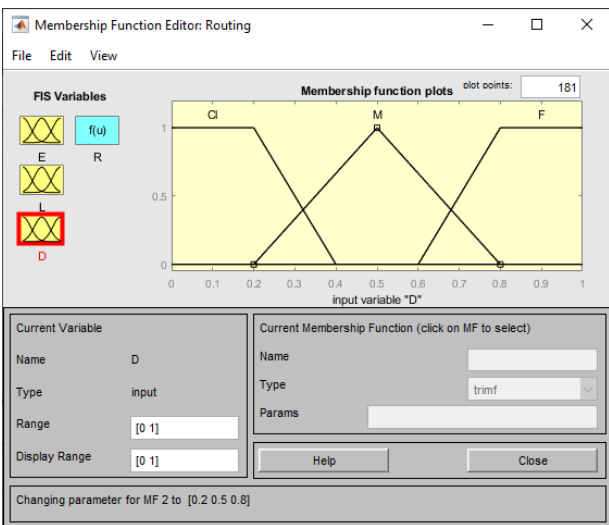 Membership Function Editor: Routing
File Edit View
FIS Variables
f(u)
E R
L
D
Membership function plots plot points: 181
Cl M F
1
0.5
0
0 0.1 0.2 0.3 0.4 0.5 0.6 0.7 0.8 0.9 1
input variable "D"
Current Variable
Name D
Type input
Range [0 1]
Display Range [0 1]
Current Membership Function (click on MF to select)
Name
Type trimf
Params
Help Close
Changing parameter for MF 2 to [0.2 0.5 0.8]